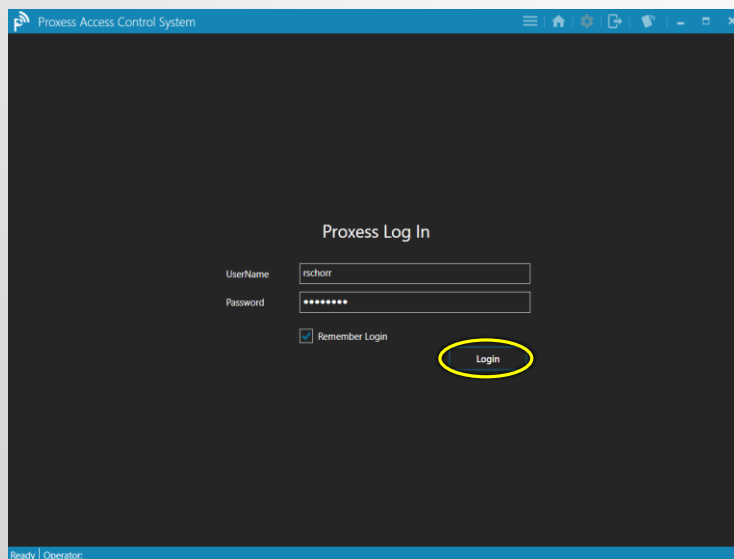 Proxess Access Control System
Proxess Log In
UserName rschorr
Password ••••••••
Remember Login
Login
Ready Operator: